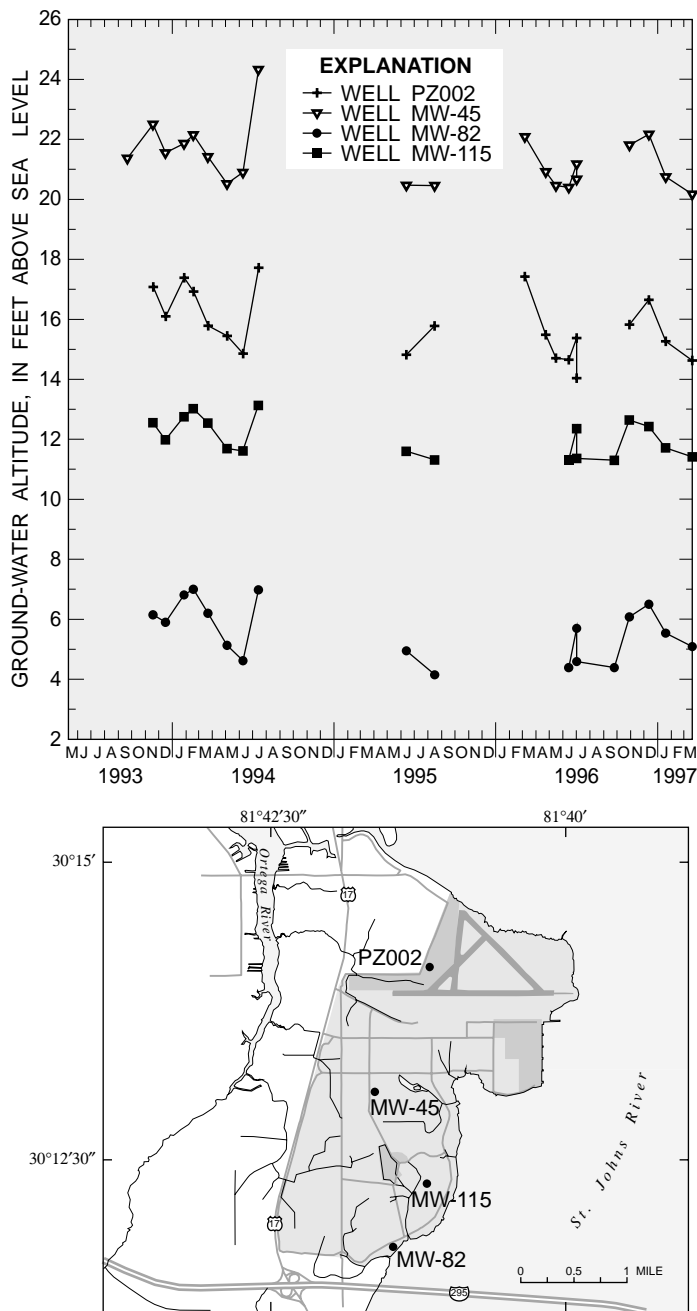 GROUND-WATER ALTITUDE, IN FEET ABOVE SEA LEVEL
26
24
22
20
18
16
14
12
10
8
6
4
2
EXPLANATION
WELL PZ002
WELL MW-45
WELL MW-82
WELL MW-115
M J J A S O N D J F M A M J J A S O N D J F M A M J J A S O N D J F M A M J J A S O N D J F M
1993 1994 1995 1996 1997
81°42'30" 81°40'
30°15'
Ortega River
17
PZ002
MW-45
30°12'30"
MW-115
St. Johns River
17
MW-82
0 0.5 1 MILE
295